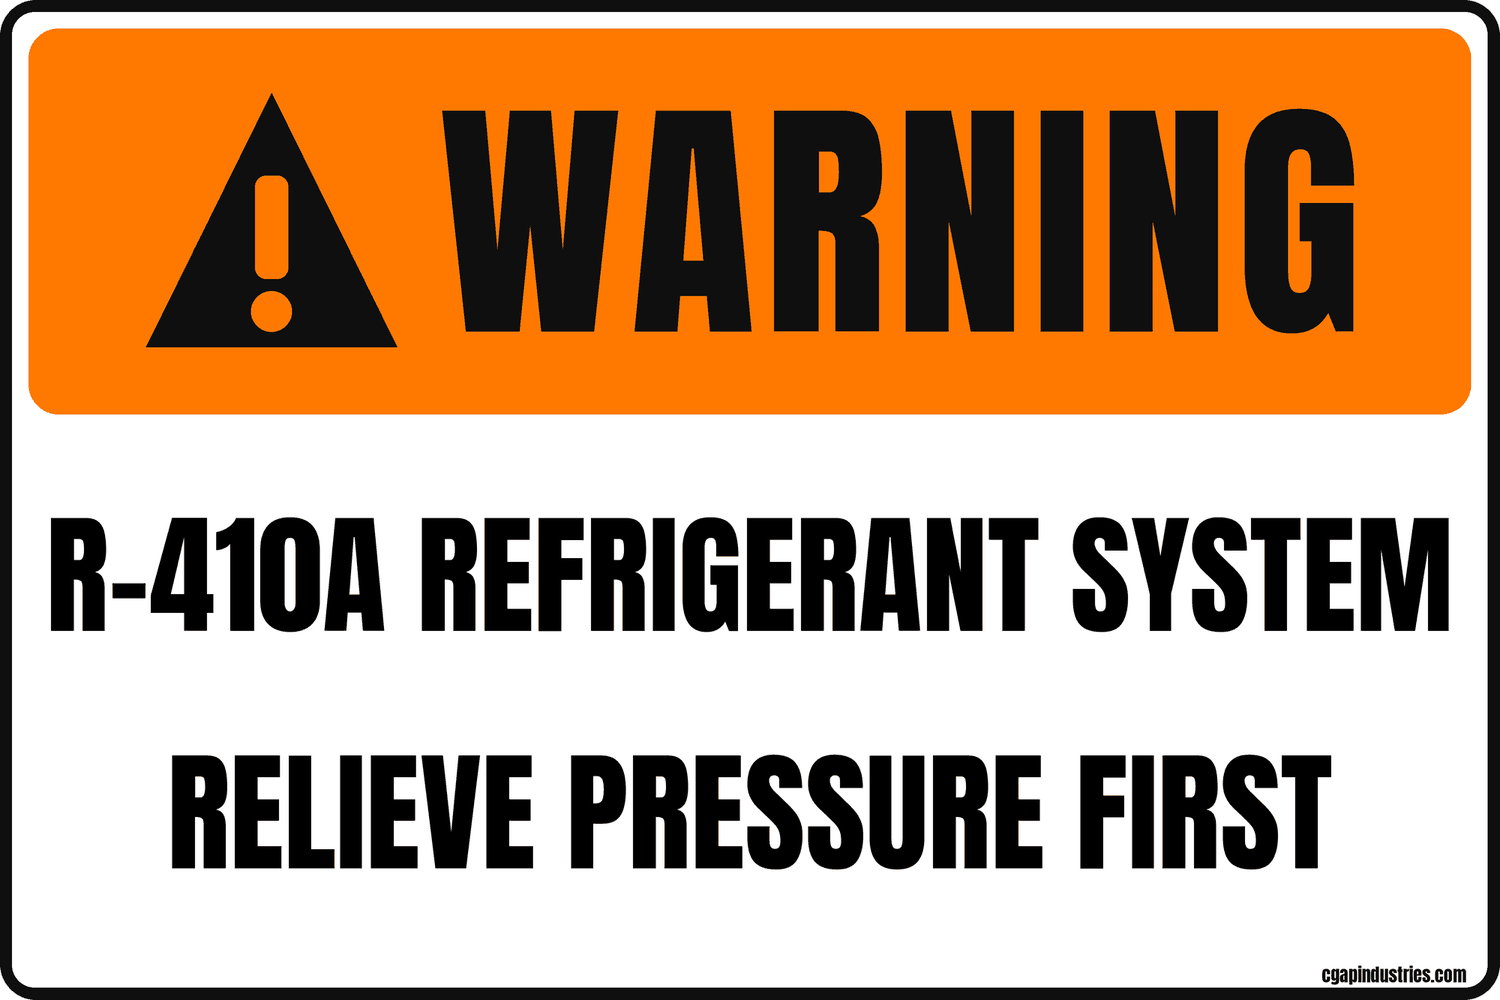 WARNING
R-410A REFRIGERANT SYSTEM
RELIEVE PRESSURE FIRST
cgapindustries.com